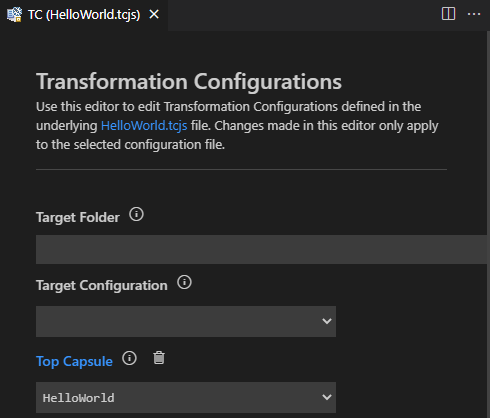 TC (HelloWorld.tcjs)
Transformation Configurations
Use this editor to edit Transformation Configurations defined in the
underlying HelloWorld.tcjs file. Changes made in this editor only apply
to the selected configuration file.
Target Folder
Target Configuration
Top Capsule
HelloWorld